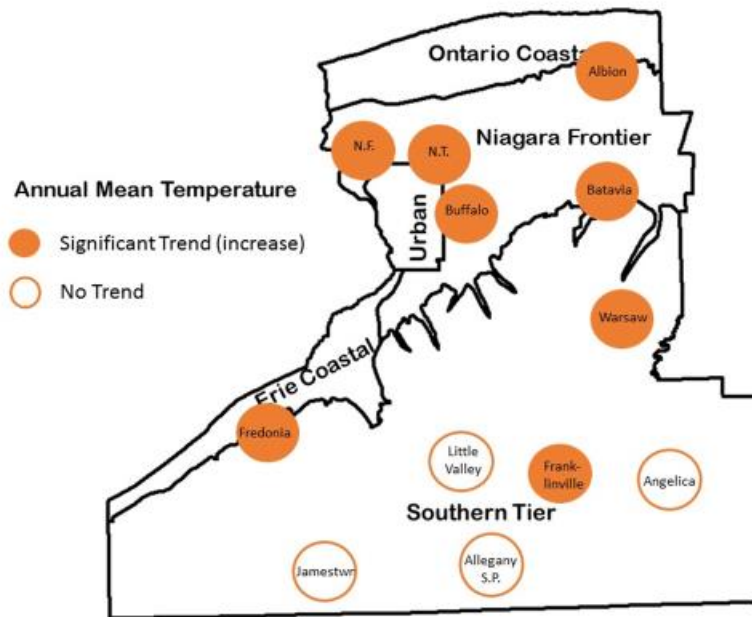 Ontario Coasta
Albion
N.F.
N.T.
Niagara Frontier
Annual Mean Temperature
Batavia
Urban
Buffalo
Significant Trend (increase)
No Trend
Warsaw
Erie Coastal
Fredonia
Little
Valley
Frank-
linville
Angelica
Southern Tier
Jamestwn
Allegany
S.P.